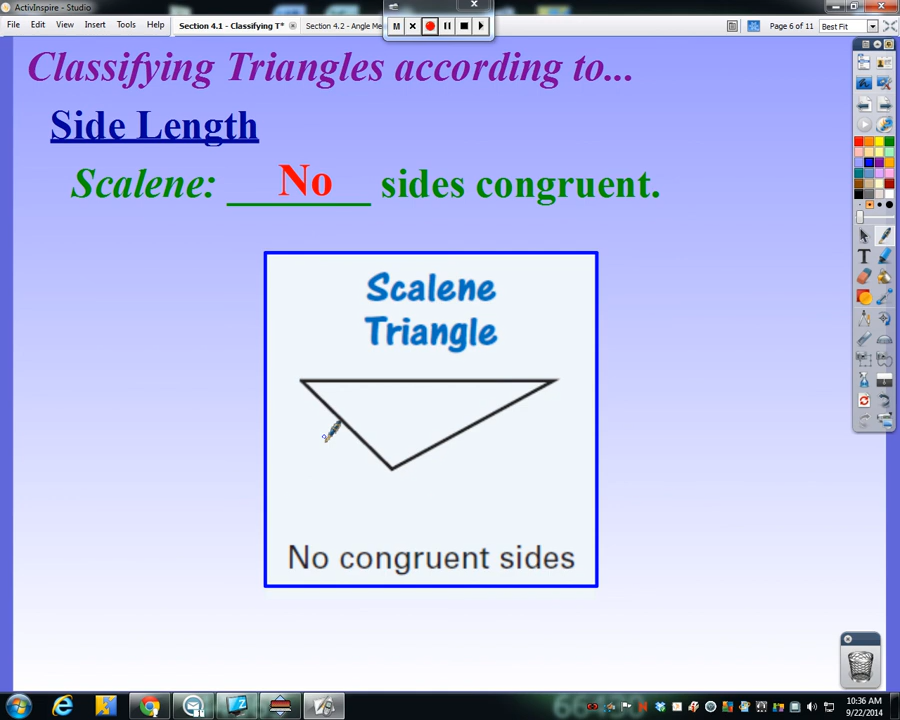 ActivInspire - Studio
File Edit View Insert Tools Help
Section 4.1 - Classifying T*
Section 4.2 - Angle Me
M
Page 6 of 11
Best Fit
Classifying Triangles according to...
Side Length
Scalene: _______ sides congruent.
No
Scalene
Triangle
No congruent sides
10:36 AM
9/22/2014